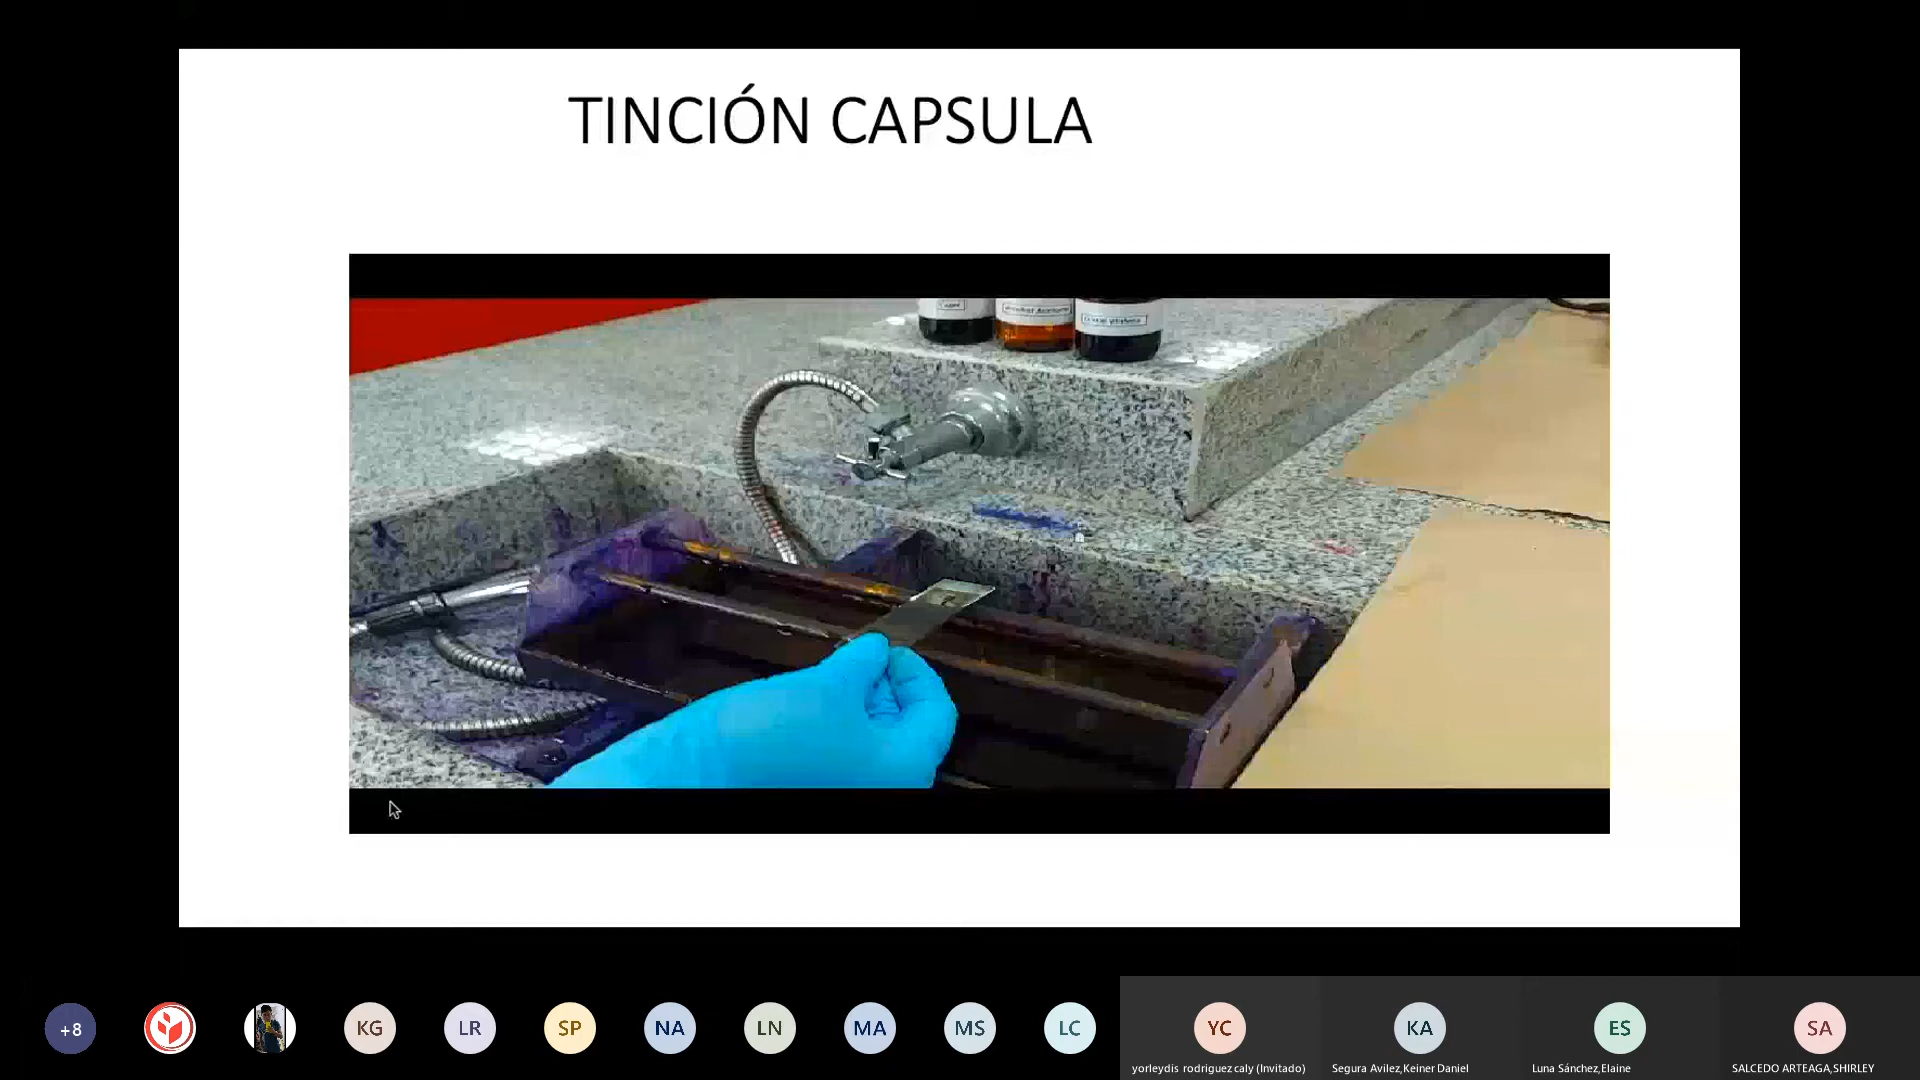 TINCIÓN CAPSULA
+8
KG
LR
SP
NA
LN
MA
MS
LC
YC
KA
ES
SA
yorleydis rodriguez caly (Invitado)
Segura Avilez,Keiner Daniel
Luna Sánchez,Elaine
SALCEDO ARTEAGA,SHIRLEY